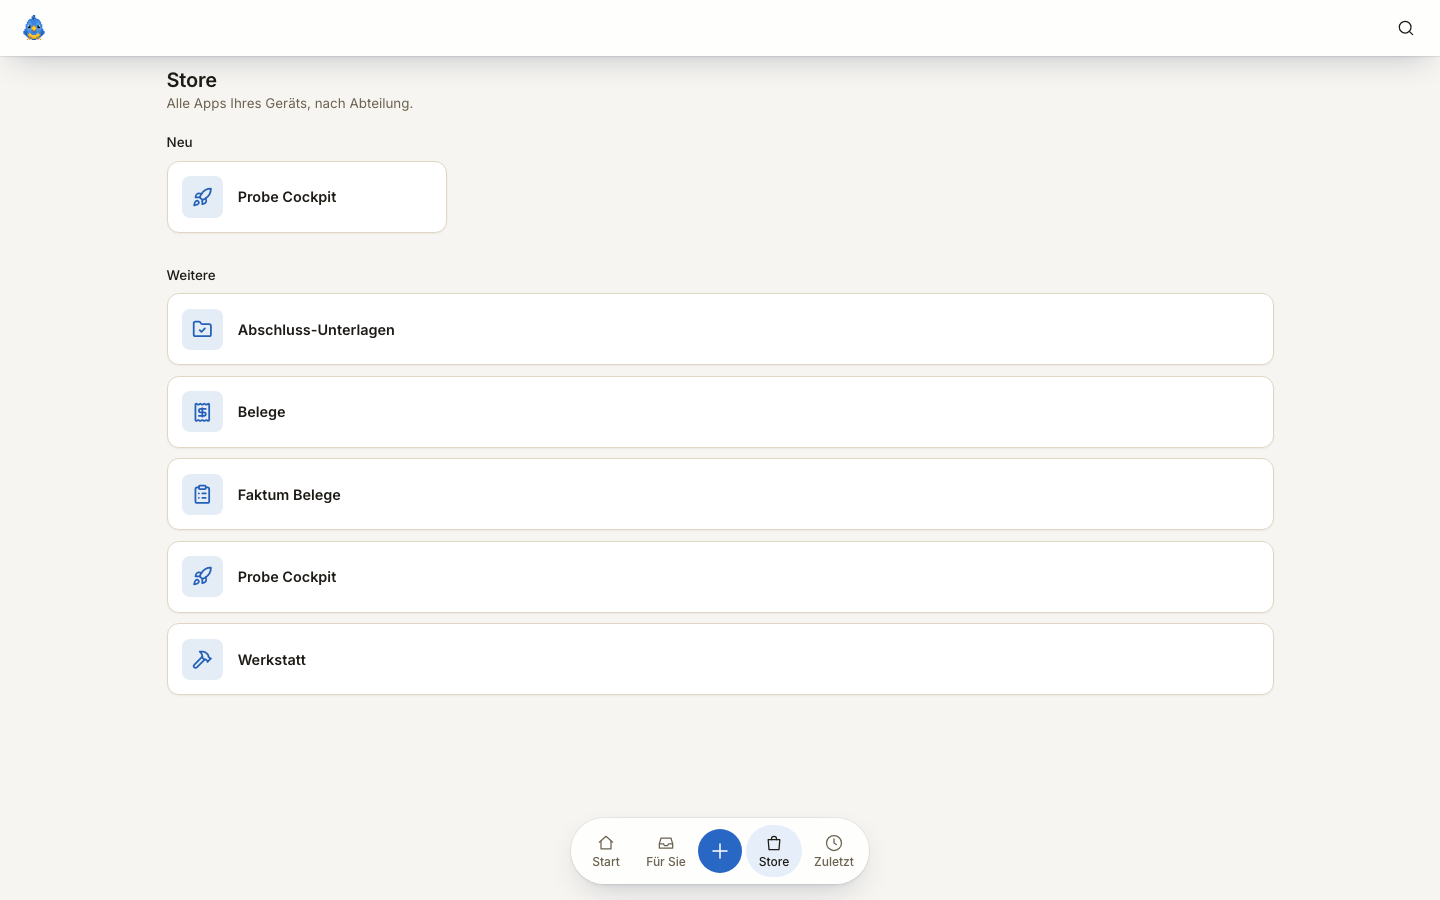 Store
Alle Apps Ihres Geräts, nach Abteilung.
Neu
Probe Cockpit
Weitere
Abschluss-Unterlagen
Belege
Faktum Belege
Probe Cockpit
Werkstatt
Start
Für Sie
Store
Zuletzt